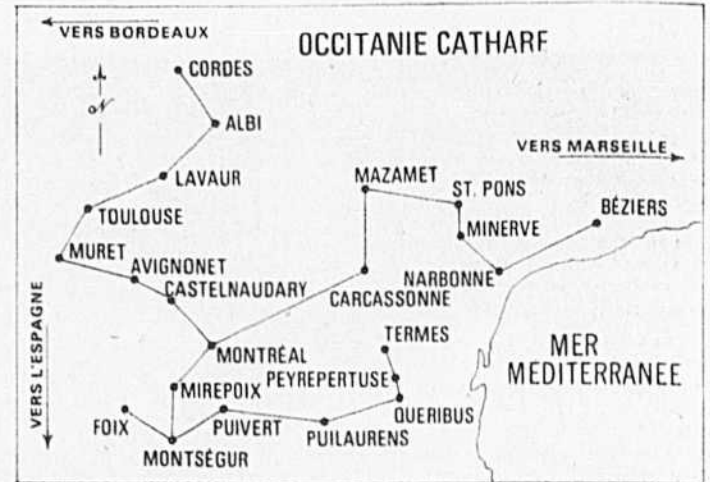 VERS BORDEAUX
OCCITANIE CATHARE
CORDES
N
ALBI
VERS MARSEILLE
LAVAUR
MAZAMET
ST. PONS
TOULOUSE
BÉZIERS
MINERVE
MURET
AVIGNONET
CASTELNAUDARY
NARBONNE
CARCASSONNE
VERS L'ESPAGNE
MONTRÉAL
TERMES
MER
MEDITERRANEE
MIREPOIX
PEYREPERTUSE
FOIX
PUIVERT
QUERIBUS
PUILAURENS
MONTSÉGUR